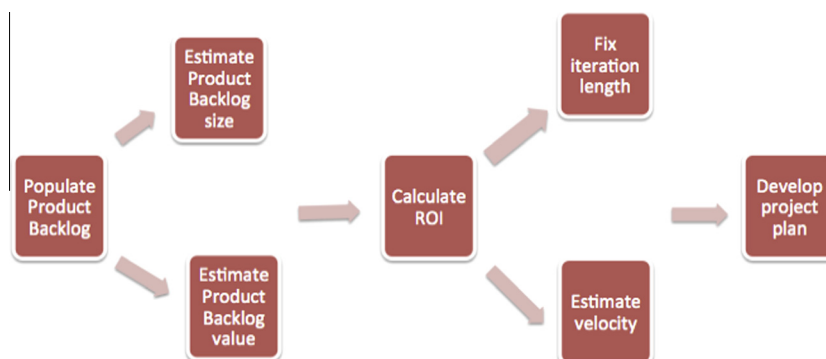 Populate
Product
Backlog
Estimate
Product
Backlog
size
Estimate
Product
Backlog
value
Calculate
ROI
Fix
iteration
length
Estimate
velocity
Develop
project
plan